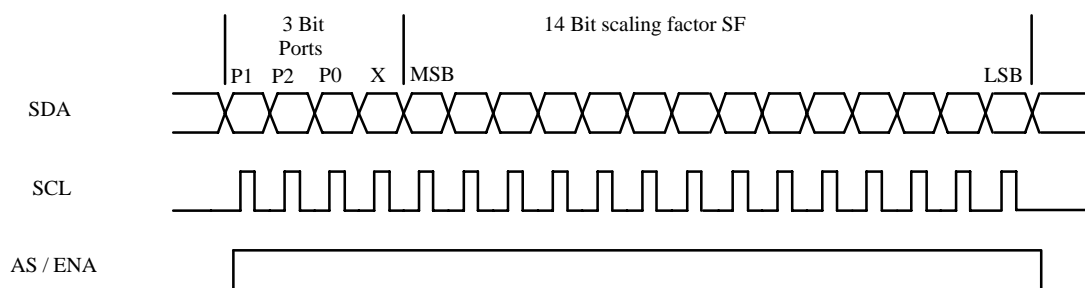 3 Bit
Ports
14 Bit scaling factor SF
P1 P2 P0 X MSB LSB
SDA
SCL
AS / ENA